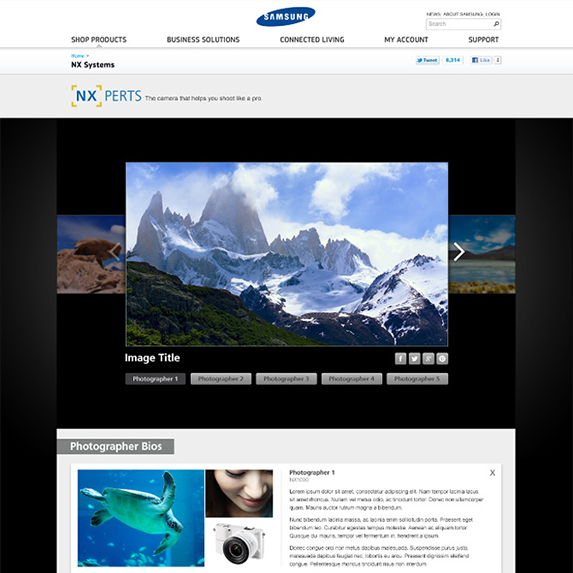 SAMSUNG
NEWS ABOUT SAMSUNG LOGIN
Search
SHOP PRODUCTS BUSINESS SOLUTIONS CONNECTED LIVING MY ACCOUNT SUPPORT
Home >
NX Systems
Tweet 8,314 Like
[NX] PERTS The camera that helps you shoot like a pro.
Image Title
Photographer 1 Photographer 2 Photographer 3 Photographer 4 Photographer 5
Photographer Bios
Photographer 1 X
Lorem ipsum dolor sit amet, consectetur adipiscing elit. Nam tempor lacinia lacus
sit amet rhoncus. Nullam vel metus odio, ac tincidunt tortor. Donec non ullamcorper
quam. Mauris auctor rutrum magna a bibendum.
Nunc bibendum lacinia massa, ac lacinia enim sollicitudin porta. Praesent eget
bibendum leo. Curabitur egestas tempus molestie. Aenean ac aliquam tortor.
Quisque dui mauris, tempor vel fermentum in, hendrerit a ipsum.
Donec congue orci non metus dapibus malesuada. Suspendisse purus justo,
malesuada dapibus feugiat nec, lobortis eu arcu. Praesent dignissim eleifend
congue. Pellentesque rhoncus tincidunt risus non interdum.